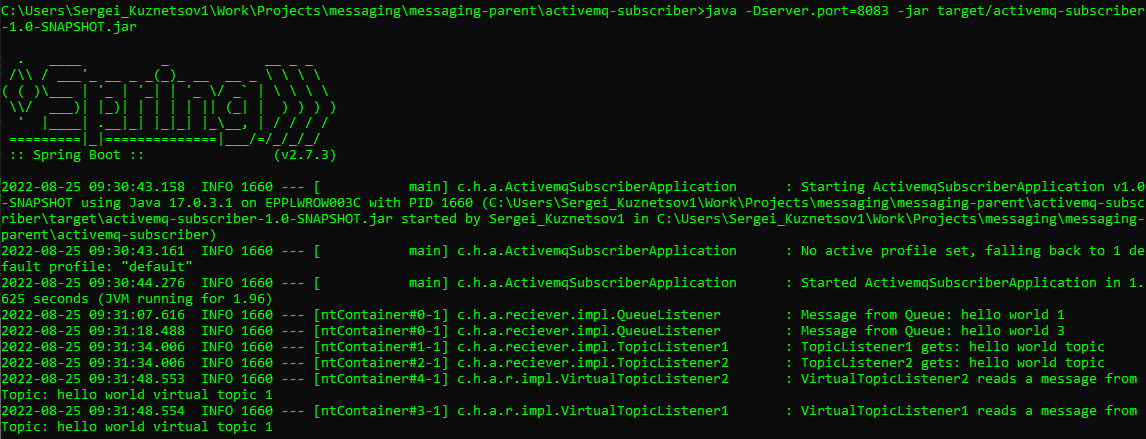 C:\Users\Sergei_Kuznetsov1\Work\Projects\messaging\messaging-parent\activemq-subscriber>java -Dserver.port=8083 -jar target/activemq-subscriber
-1.0-SNAPSHOT.jar
  .   ____          _            __ _ _
 /\\ / ___'_ __ _ _(_)_ __  __ _ \ \ \ \
( ( )\___ | '_ | '_| | '_ \/ _` | \ \ \ \
 \\/  ___)| |_)| | | | | || (_| |  ) ) ) )
  '  |____| .__|_| |_|_| |_\__, | / / / /
 =========|_|==============|___/=/_/_/_/
 :: Spring Boot ::                (v2.7.3)
2022-08-25 09:30:43.158  INFO 1660 --- [           main] c.h.a.ActivemqSubscriberApplication      : Starting ActivemqSubscriberApplication v1.0
-SNAPSHOT using Java 17.0.3.1 on EPPLWROW003C with PID 1660 (C:\Users\Sergei_Kuznetsov1\Work\Projects\messaging\messaging-parent\activemq-subsc
riber\target\activemq-subscriber-1.0-SNAPSHOT.jar started by Sergei_Kuznetsov1 in C:\Users\Sergei_Kuznetsov1\Work\Projects\messaging\messaging-
parent\activemq-subscriber)
2022-08-25 09:30:43.161  INFO 1660 --- [           main] c.h.a.ActivemqSubscriberApplication      : No active profile set, falling back to 1 de
fault profile: "default"
2022-08-25 09:30:44.276  INFO 1660 --- [           main] c.h.a.ActivemqSubscriberApplication      : Started ActivemqSubscriberApplication in 1.
625 seconds (JVM running for 1.96)
2022-08-25 09:31:07.616  INFO 1660 --- [ntContainer#0-1] c.h.a.reciever.impl.QueueListener        : Message from Queue: hello world 1
2022-08-25 09:31:18.488  INFO 1660 --- [ntContainer#0-1] c.h.a.reciever.impl.QueueListener        : Message from Queue: hello world 3
2022-08-25 09:31:34.006  INFO 1660 --- [ntContainer#1-1] c.h.a.reciever.impl.TopicListener1       : TopicListener1 gets: hello world topic
2022-08-25 09:31:34.006  INFO 1660 --- [ntContainer#2-1] c.h.a.reciever.impl.TopicListener2       : TopicListener2 gets: hello world topic
2022-08-25 09:31:48.553  INFO 1660 --- [ntContainer#4-1] c.h.a.r.impl.VirtualTopicListener2       : VirtualTopicListener2 reads a message from
Topic: hello world virtual topic 1
2022-08-25 09:31:48.554  INFO 1660 --- [ntContainer#3-1] c.h.a.r.impl.VirtualTopicListener1       : VirtualTopicListener1 reads a message from
Topic: hello world virtual topic 1